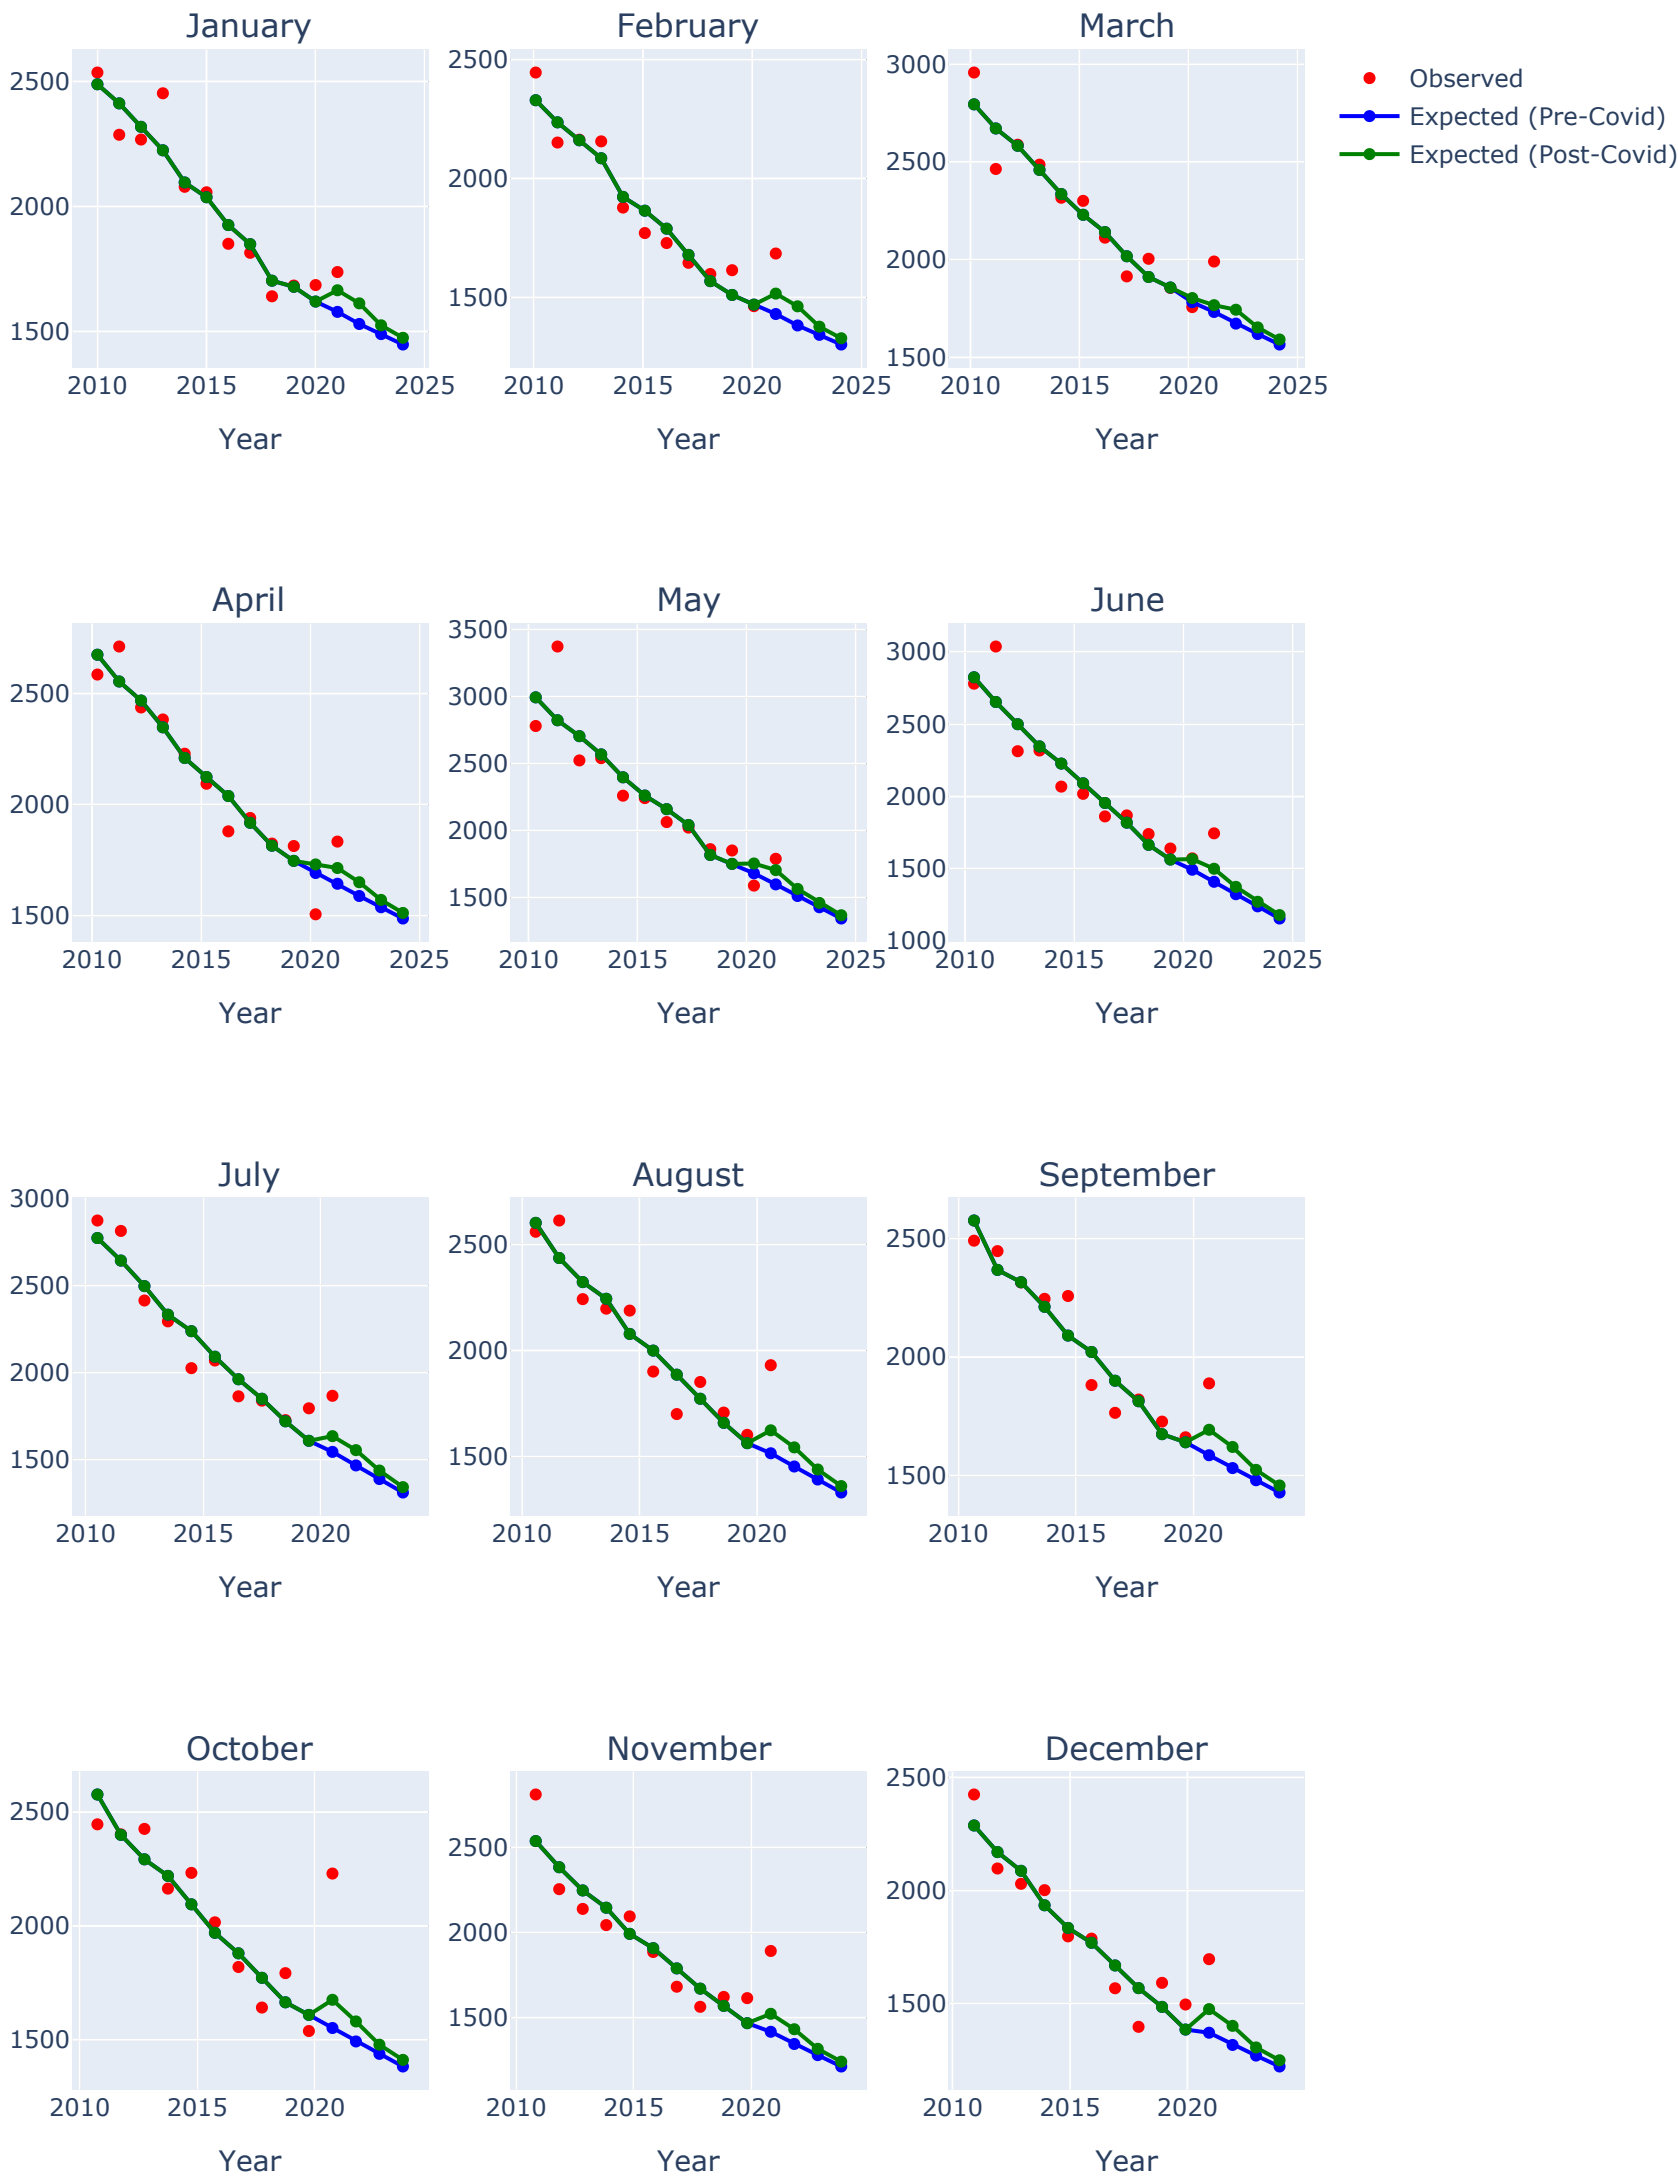 January February March
Observed
Expected (Pre-Covid)
Expected (Post-Covid)
2500
2000
1500
2010 2015 2020 2025
Year
2500
2000
1500
2010 2015 2020 2025
Year
3000
2500
2000
1500
2010 2015 2020 2025
Year
April May June
2500
2000
1500
2010 2015 2020 2025
Year
3500
3000
2500
2000
1500
2010 2015 2020 2025
Year
3000
2500
2000
1500
1000
2010 2015 2020 2025
Year
July August September
3000
2500
2000
1500
2010 2015 2020
Year
2500
2000
1500
2010 2015 2020
Year
2500
2000
1500
2010 2015 2020
Year
October November December
2500
2000
1500
2010 2015 2020
Year
2500
2000
1500
2010 2015 2020
Year
2500
2000
1500
2010 2015 2020
Year